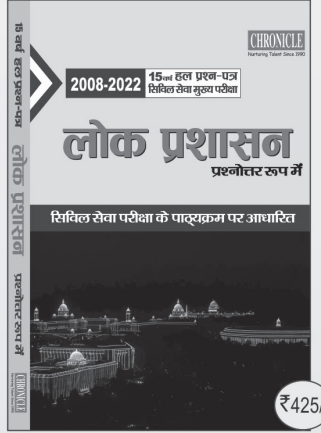 CHRONICLE
Nurturing Talent Since 1990
2008-2022
15वर्ष हल प्रश्न-पत्र
सिविल सेवा मुख्य परीक्षा
लोक प्रशासन
प्रश्नोत्तर रूप में
सिविल सेवा परीक्षा के पाठ्यक्रम पर आधारित
₹425/
15 वर्ष हल प्रश्न-पत्र
लोक प्रशासन
प्रश्नोत्तर रूप में
CHRONICLE